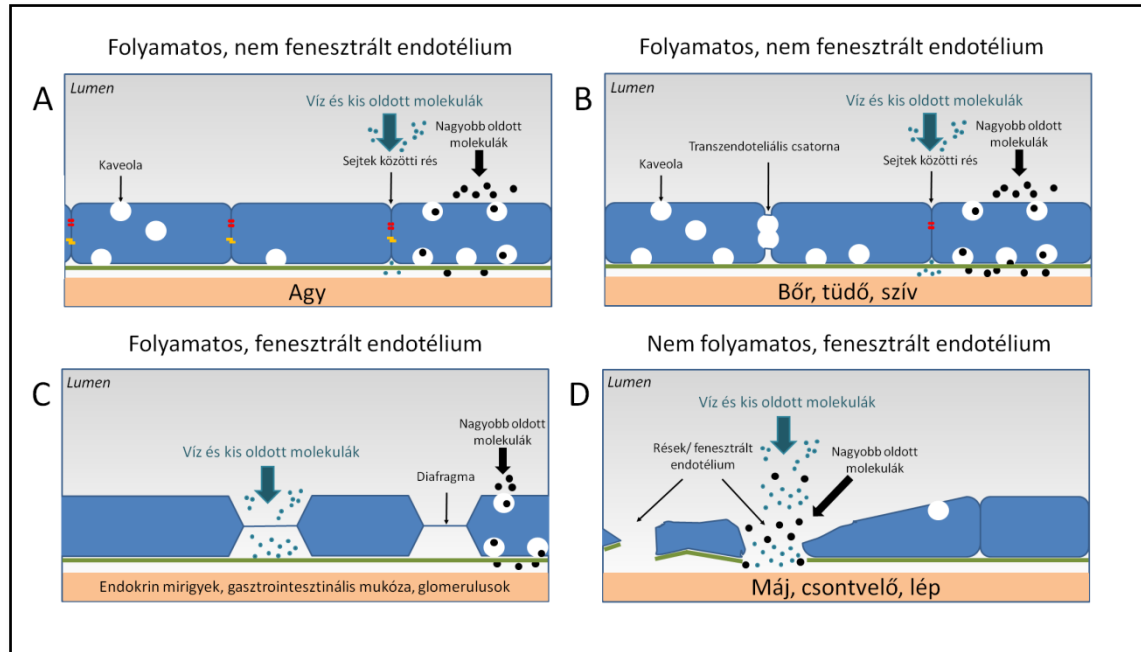 Folyamatos, nem fenesztrált endotélium
A
Lumen
Víz és kis oldott molekulák
Nagyobb oldott
molekulák
Kaveola
Sejtek közötti rés
Agy
Folyamatos, nem fenesztrált endotélium
B
Lumen
Víz és kis oldott molekulák
Nagyobb oldott
molekulák
Transzendoteliális csatorna
Kaveola
Sejtek közötti rés
Bőr, tüdő, szív
Folyamatos, fenesztrált endotélium
C
Lumen
Nagyobb oldott
molekulák
Víz és kis oldott molekulák
Diafragma
Endokrin mirigyek, gasztrointesztinális mukóza, glomerulusok
Nem folyamatos, fenesztrált endotélium
D
Lumen
Víz és kis oldott molekulák
Rések/ fenesztrált
endotélium
Nagyobb oldott
molekulák
Máj, csontvelő, lép